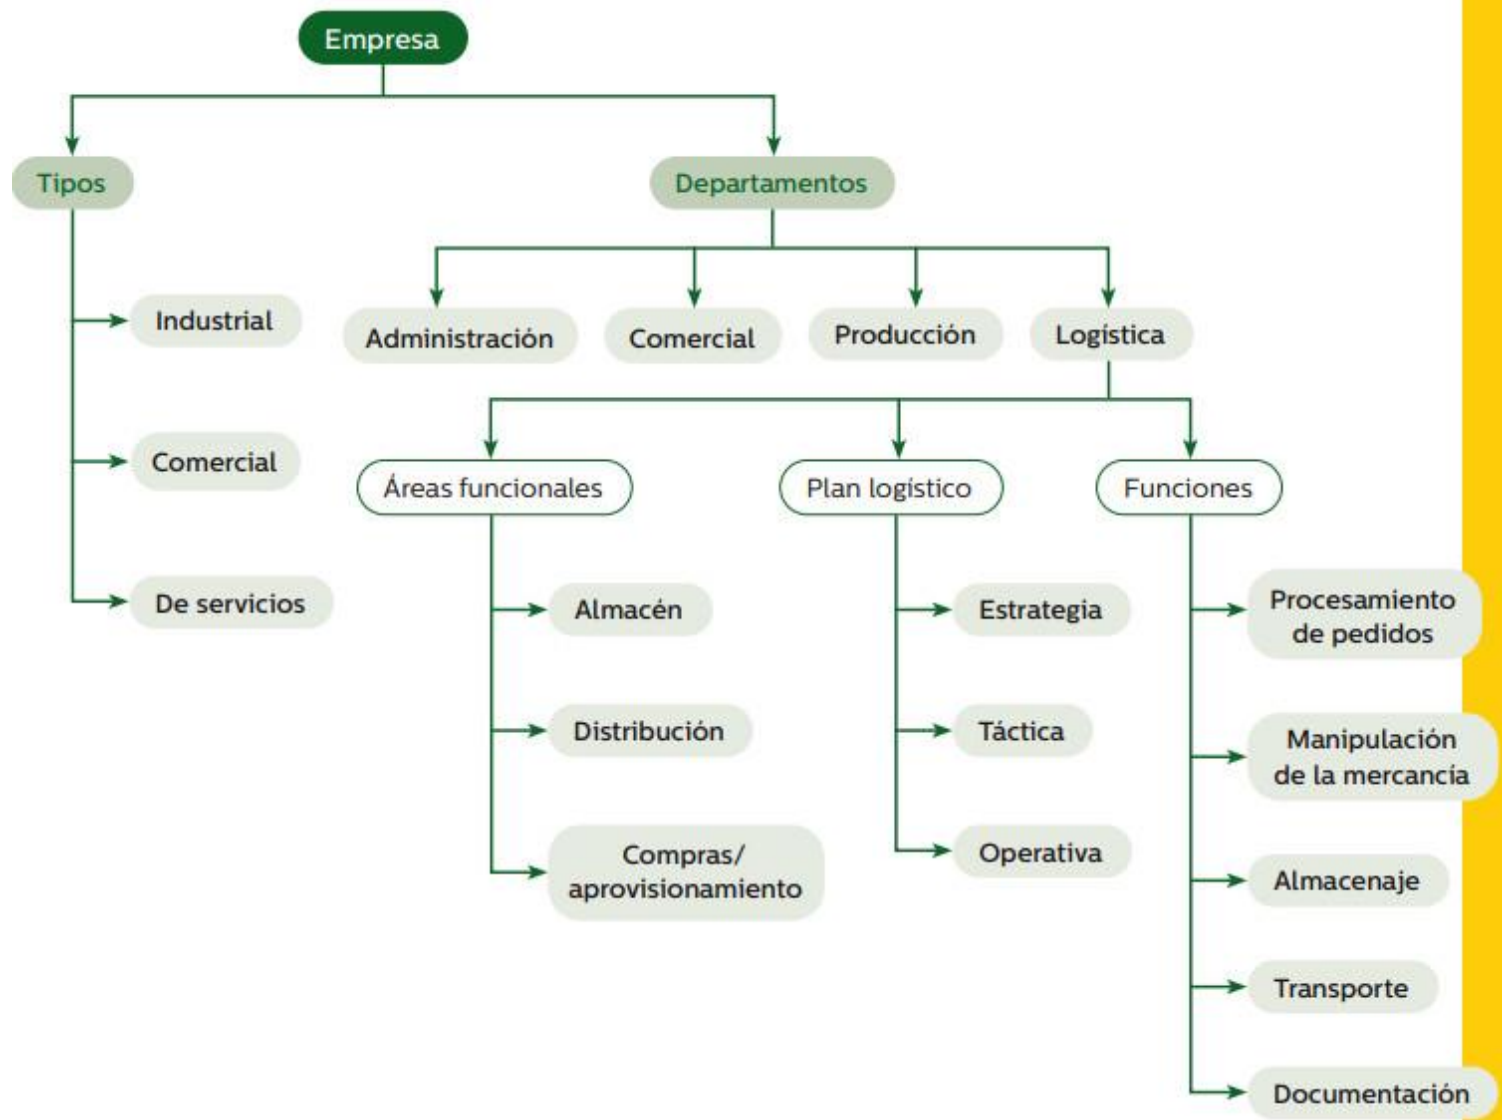 Empresa
Tipos
Departamentos
Industrial
Comercial
De servicios
Administración
Comercial
Producción
Logística
Áreas funcionales
Plan logístico
Funciones
Almacén
Distribución
Compras/
aprovisionamiento
Estrategia
Táctica
Operativa
Procesamiento
de pedidos
Manipulación
de la mercancía
Almacenaje
Transporte
Documentación